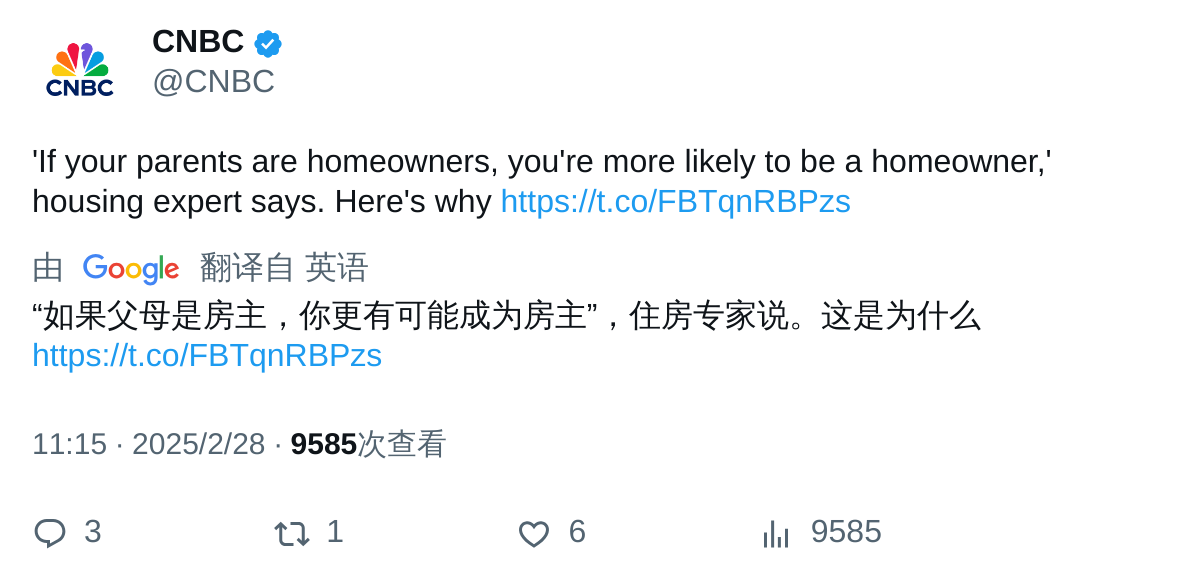 CNBC
CNBC
@CNBC
'If your parents are homeowners, you're more likely to be a homeowner,'
housing expert says. Here's why https://t.co/FBTqnRBPzs
由 Google 翻译自 英语
“如果父母是房主，你更有可能成为房主”，住房专家说。这是为什么
https://t.co/FBTqnRBPzs
11:15 · 2025/2/28 · 9585次查看
3 1 6 9585